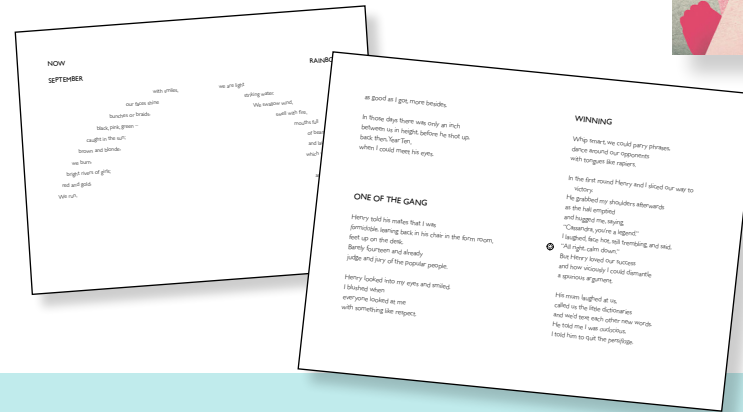 NOW
SEPTEMBER
with smiles,
our faces shine
bunches or braids.
black, pink, green –
caught in the sun.
brown and blonde.
we burn.
bright rivers of girls,
red and gold.
We run.
we are light
striking water.
We swallow wind,
swell with fire,
mouths full
of
which
as good as I got, more besides.
In those days there was only an inch
between us in height, before he shot up.
back then, Year Ten,
when I could meet his eyes.
ONE OF THE GANG
Henry told his mates that I was
formidable, leaning back in his chair in the form room,
feet up on the desk.
Barely fourteen and already
judge and jury of the popular people.
Henry looked into my eyes and smiled.
I blushed when
everyone looked at me
with something like respect.
WINNING
Whip smart, we could parry phrases.
dance around our opponents
with tongues like rapiers.
In the first round Henry and I sliced our way to
victory.
He grabbed my shoulders afterwards
as the hall emptied
and hugged me, saying,
"Cassandra, you're a legend."
I laughed, face hot, still trembling, and said,
"All right, calm down."
But Henry loved our success
and how viciously I could dismantle
a spurious argument.
His mum laughed at us,
called us the little dictionaries
and we'd text each other new words.
He told me I was audacious.
I told him to quit the persiflage.